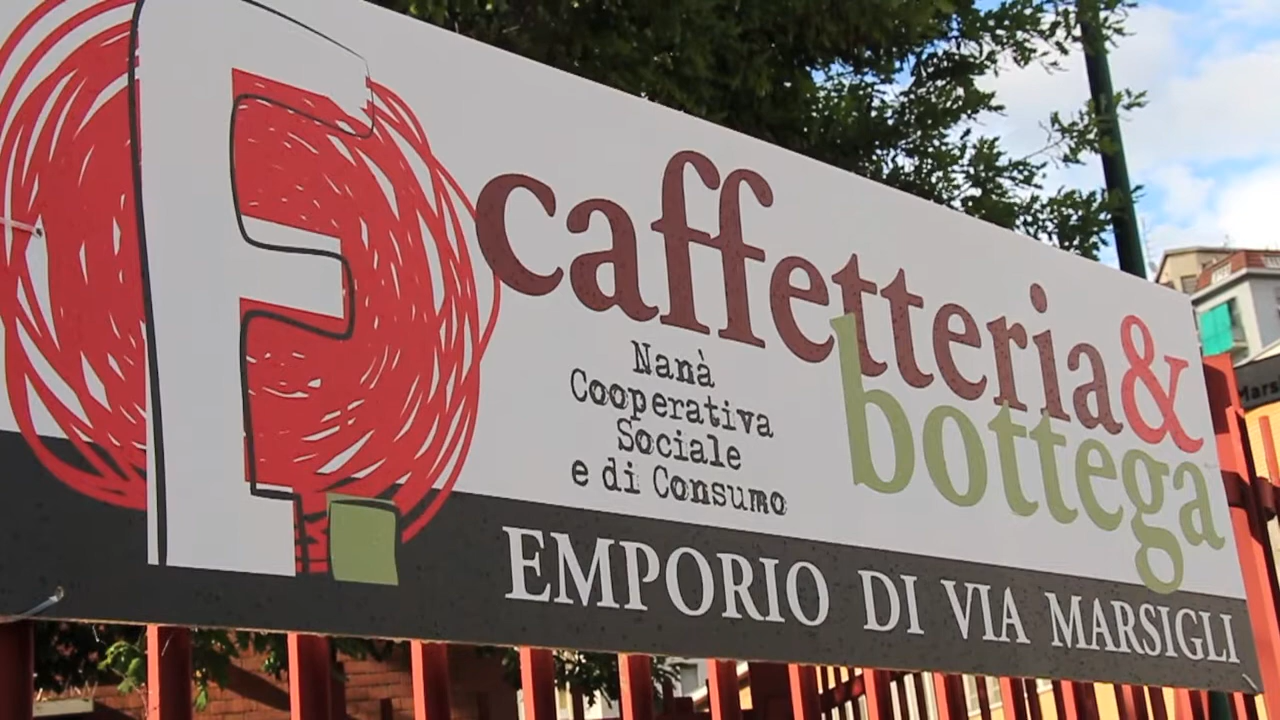 F.
caffetteria&
bottega
Nanà
Cooperativa
Sociale
e di Consumo
EMPORIO DI VIA MARSIGLI